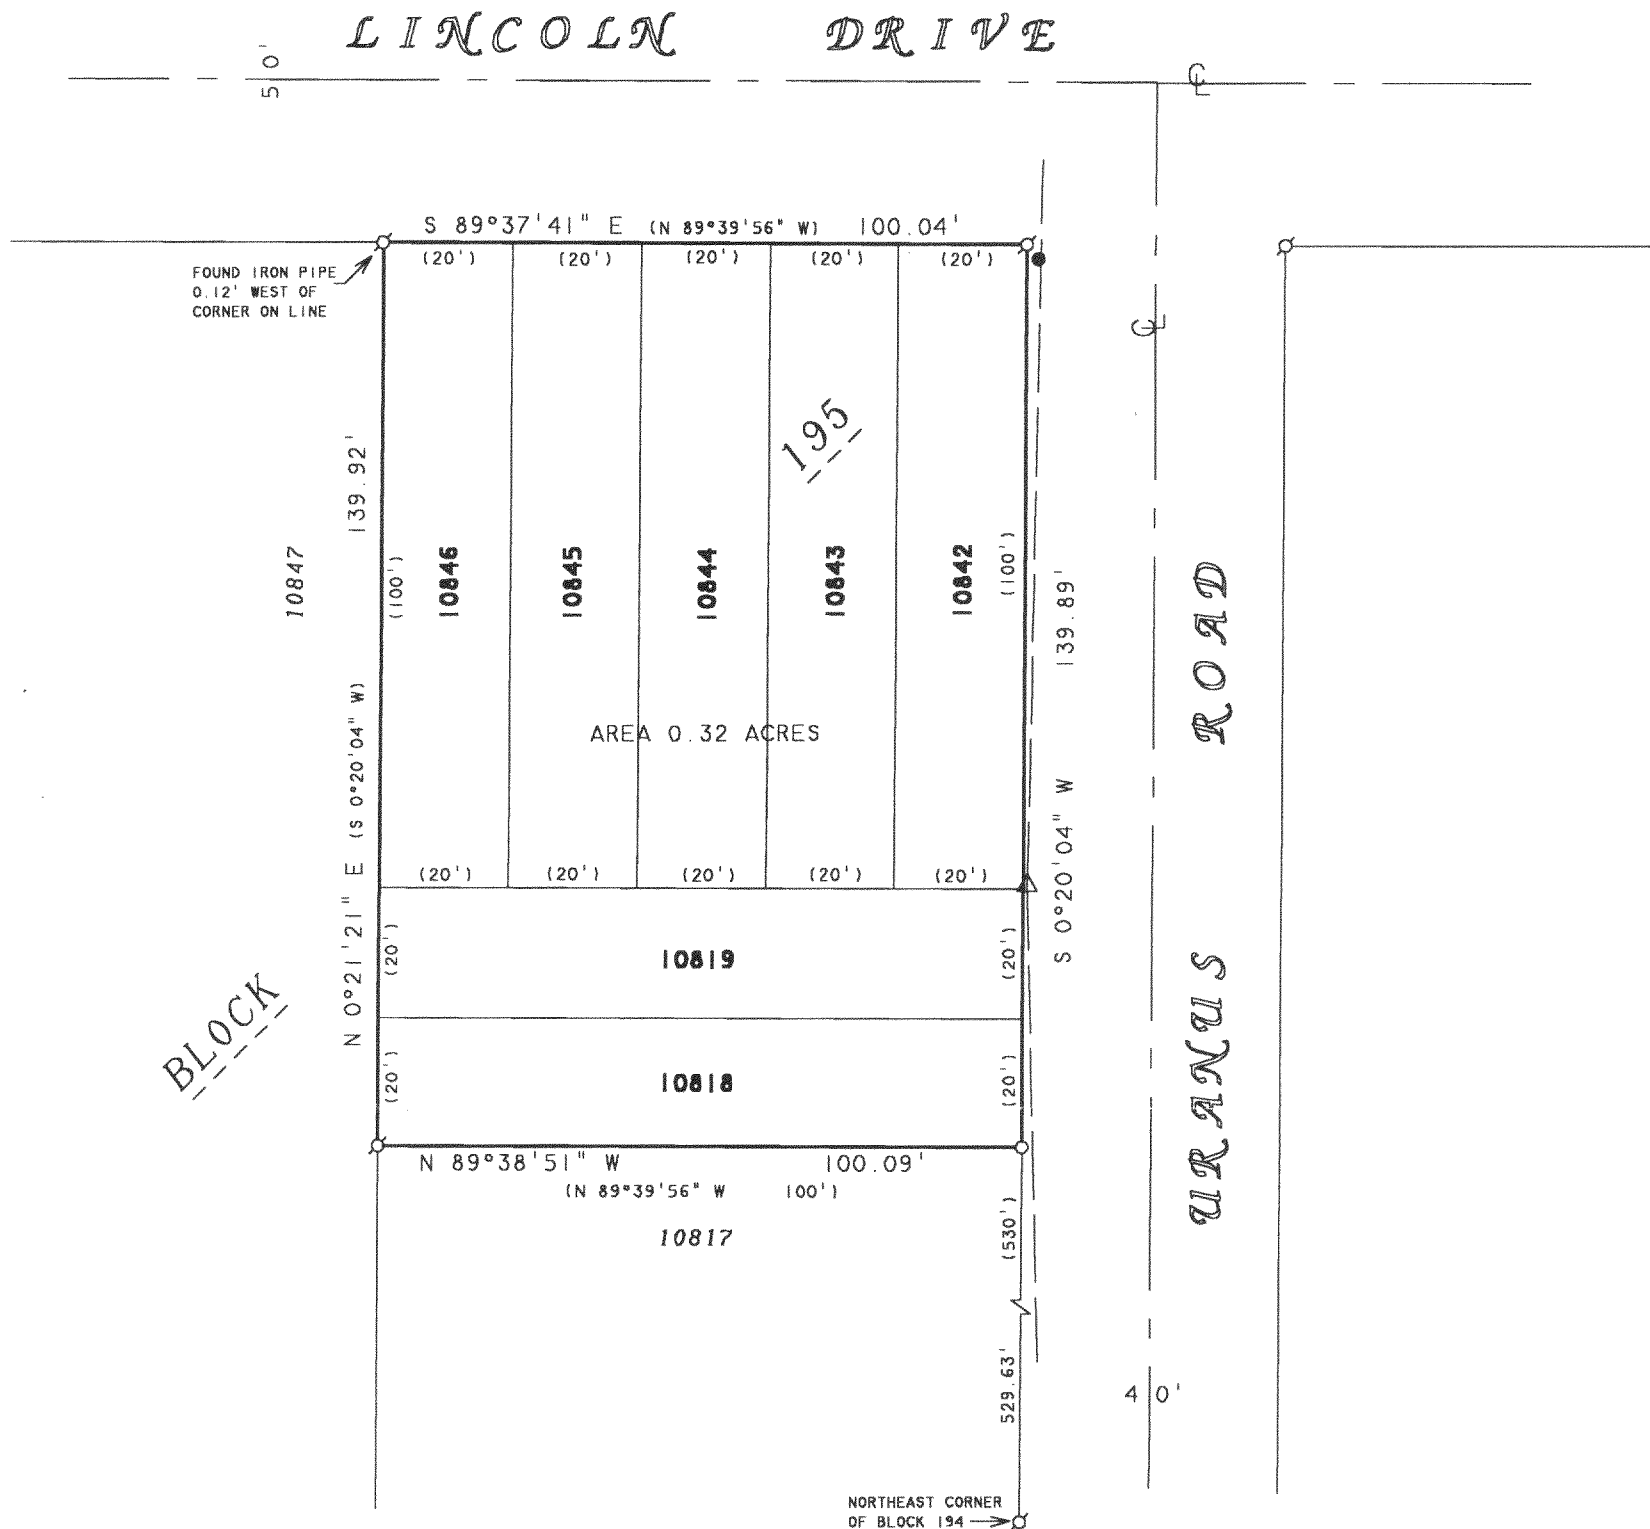 LINCOLN DRIVE
50'
CL
S 89°37'41" E (N 89°39'56" W) 100.04'
(20') (20') (20') (20') (20')
FOUND IRON PIPE
0.12' WEST OF
CORNER ON LINE
CL
195
139.92'
(100')
10847
10846
10845
10844
10843
10842
(100')
139.89'
ROAD
AREA 0.32 ACRES
N 0°21'21" E (S 0°20'04" W)
S 0°20'04" W
(20') (20') (20') (20') (20')
(20')
10819
(20')
URANUS
BLOCK
(20')
10818
(20')
N 89°38'51" W 100.09'
(N 89°39'56" W 100')
10817
(530')
529.63'
40'
NORTHEAST CORNER
OF BLOCK 194